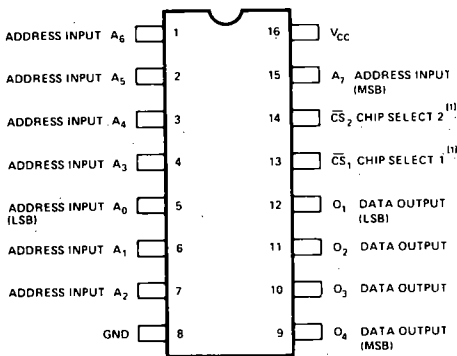 ADDRESS INPUT A6 1
ADDRESS INPUT A5 2
ADDRESS INPUT A4 3
ADDRESS INPUT A3 4
ADDRESS INPUT A0 5
(LSB)
ADDRESS INPUT A1 6
ADDRESS INPUT A2 7
GND 8
16 VCC
15 A7 ADDRESS INPUT
(MSB)
14 C̅S̅2 CHIP SELECT 2(1)
13 C̅S̅1 CHIP SELECT 1(1)
12 O1 DATA OUTPUT
(LSB)
11 O2 DATA OUTPUT
10 O3 DATA OUTPUT
9 O4 DATA OUTPUT
(MSB)